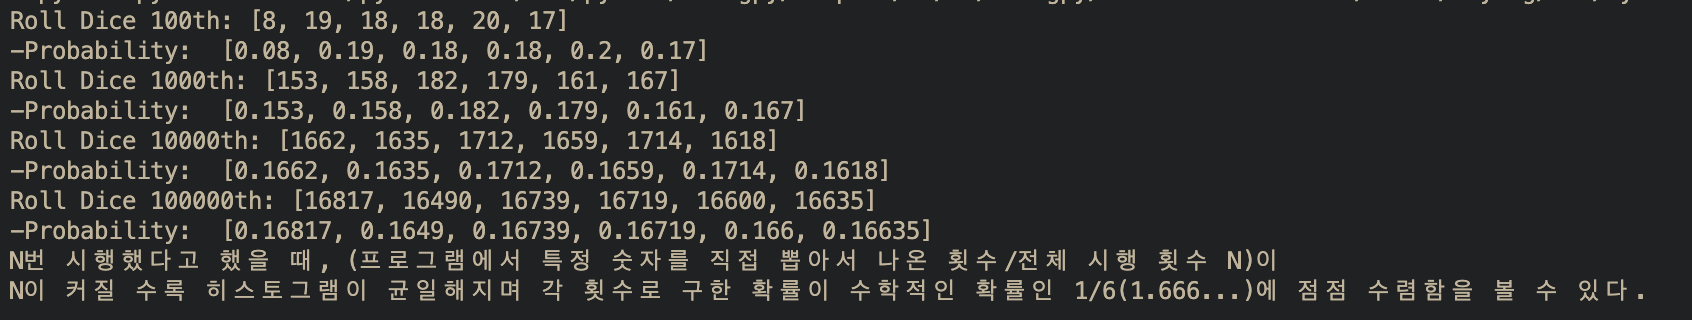 Roll Dice 100th: [8, 19, 18, 18, 20, 17]
-Probability:  [0.08, 0.19, 0.18, 0.18, 0.2, 0.17]
Roll Dice 1000th: [153, 158, 182, 179, 161, 167]
-Probability:  [0.153, 0.158, 0.182, 0.179, 0.161, 0.167]
Roll Dice 10000th: [1662, 1635, 1712, 1659, 1714, 1618]
-Probability:  [0.1662, 0.1635, 0.1712, 0.1659, 0.1714, 0.1618]
Roll Dice 100000th: [16817, 16490, 16739, 16719, 16600, 16635]
-Probability:  [0.16817, 0.1649, 0.16739, 0.16719, 0.166, 0.16635]
N번 시행했다고 했을 때, (프로그램에서 특정 숫자를 직접 뽑아서 나온 횟수/전체 시행 횟수 N)이
N이 커질 수록 히스토그램이 균일해지며 각 횟수로 구한 확률이 수학적인 확률인 1/6(1.666...)에 점점 수렴함을 볼 수 있다.